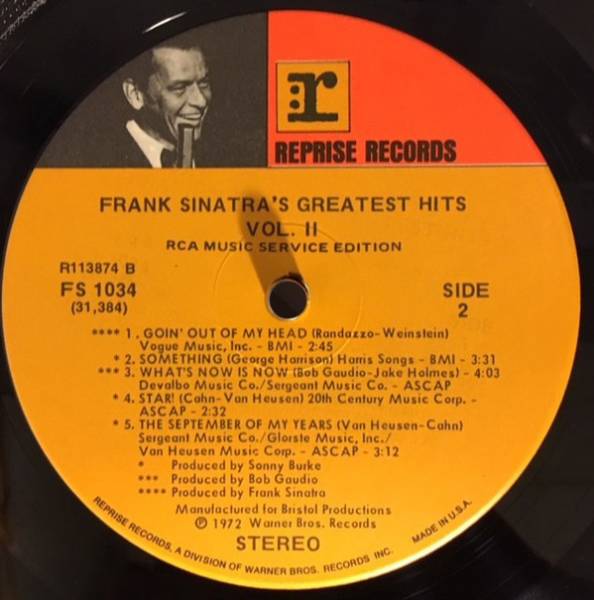 r
REPRISE RECORDS
FRANK SINATRA'S GREATEST HITS
VOL. II
RCA MUSIC SERVICE EDITION
R113874 B
FS 1034
(31,384)
SIDE
2
**** 1. GOIN' OUT OF MY HEAD (Randazzo-Weinstein)
Vogue Music, Inc. - BMI - 2:45
* 2. SOMETHING (George Harrison) Harris Songs - BMI - 3:31
*** 3. WHAT'S NOW IS NOW (Bob Gaudio-Jake Holmes) - 4:03
Devalbo Music Co./Sergeant Music Co. - ASCAP
* 4. STAR! (Cahn-Van Heusen) 20th Century Music Corp. -
ASCAP - 2:32
* 5. THE SEPTEMBER OF MY YEARS (Van Heusen-Cahn)
Sergeant Music Co./Glorste Music, Inc./
Van Heusen Music Corp. - ASCAP - 3:12
* Produced by Sonny Burke
*** Produced by Bob Gaudio
**** Produced by Frank Sinatra
Manufactured for Bristol Productions
℗ 1972 Warner Bros. Records
STEREO
REPRISE RECORDS, A DIVISION OF WARNER BROS. RECORDS INC. MADE IN U.S.A.